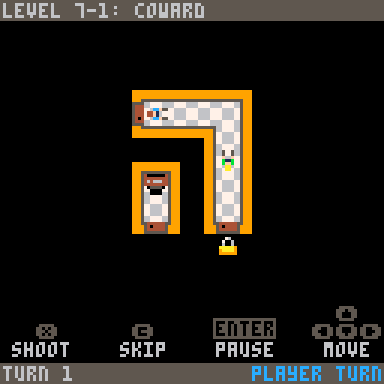 LEVEL 7-1: COWARD
X C ENTER
SHOOT SKIP PAUSE MOVE
TURN 1 PLAYER TURN